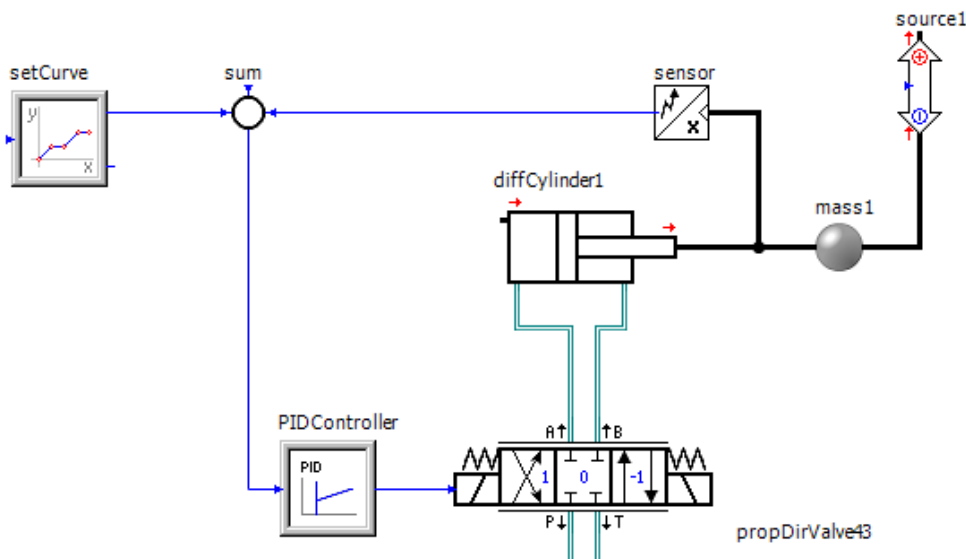 source1
setCurve
sum
sensor
y
x
x
diffCylinder1
mass1
PIDController
A
B
PID
1
0
-1
P
T
propDirValve43